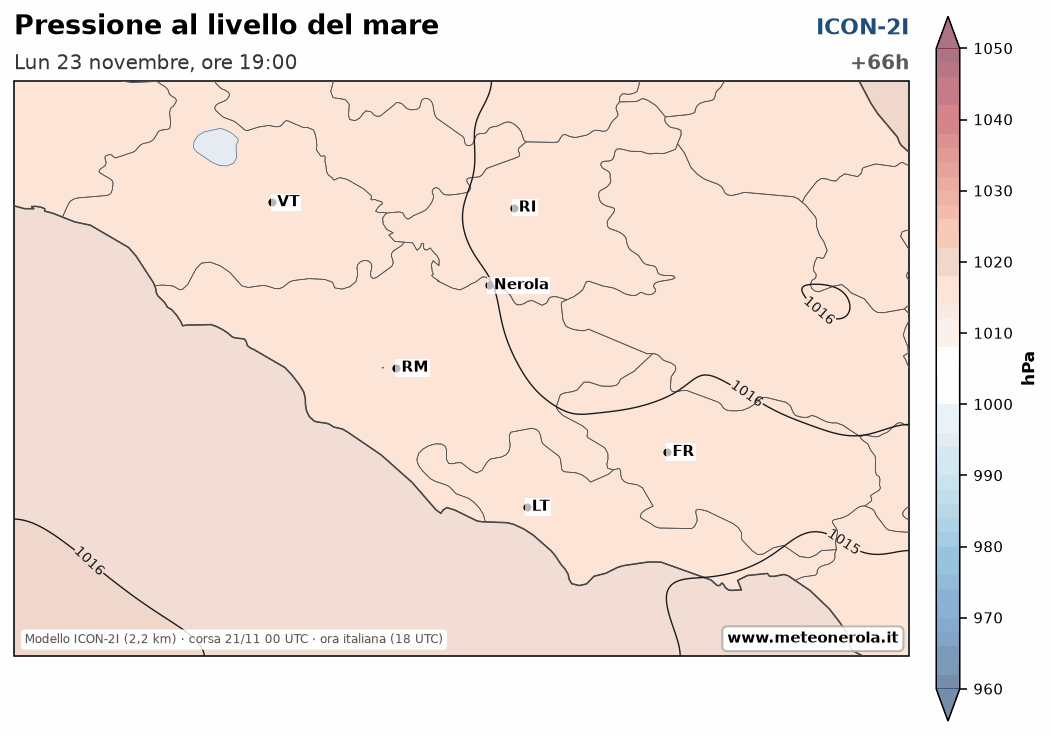 Pressione al livello del mare
ICON-2I
Lun 23 novembre, ore 19:00
+66h
1050
1040
1030
1020
1010
1000
990
980
970
960
hPa
VT
RI
Nerola
1016
RM
1016
FR
LT
1015
1016
Modello ICON-2I (2,2 km) · corsa 21/11 00 UTC · ora italiana (18 UTC)
www.meteonerola.it